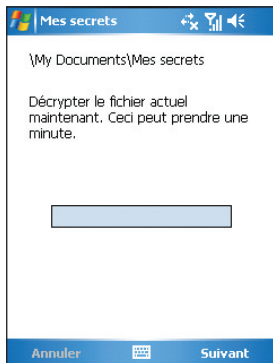 Mes secrets
\My Documents\Mes secrets
Décrypter le fichier actuel
maintenant. Ceci peut prendre une
minute.
Annuler Suivant